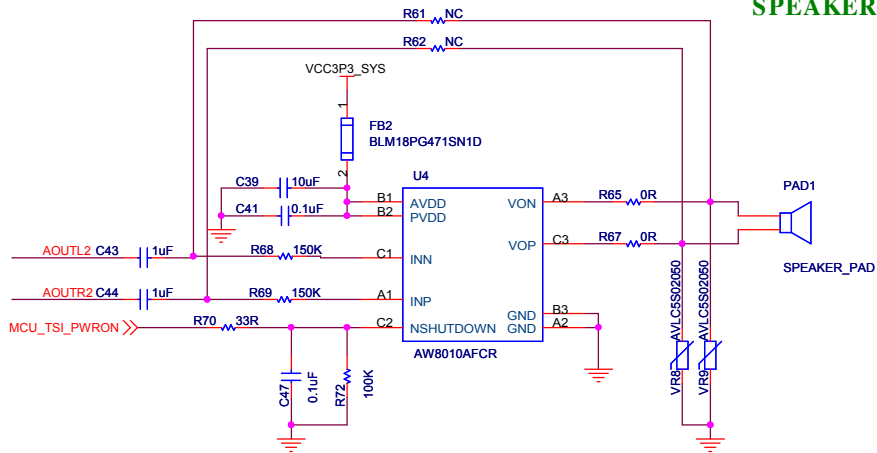 SPEAKER
R61 NC
R62 NC
VCC3P3_SYS
1
FB2
BLM18PG471SN1D
2
C39 10uF
C41 0.1uF
U4
B1 AVDD
B2 PVDD
VON A3
VOP C3
R65 0R
R67 0R
PAD1
SPEAKER_PAD
AOUTL2 C43 1uF
R68 150K
C1 INN
AOUTR2 C44 1uF
R69 150K
A1 INP
MCU_TSI_PWRON
R70 33R
C2 NSHUTDOWN
GND B3
GND A2
AW8010AFCR
C47 0.1uF
R72 100K
VR8 AVLC5S02050
VR9 AVLC5S02050